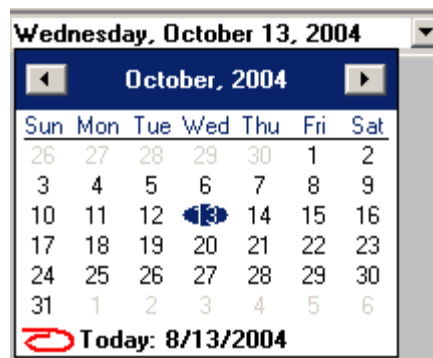 Wednesday, October 13, 2004
October, 2004
Sun Mon Tue Wed Thu Fri Sat
26 27 28 29 30 1 2
3 4 5 6 7 8 9
10 11 12 13 14 15 16
17 18 19 20 21 22 23
24 25 26 27 28 29 30
31 1 2 3 4 5 6
Today: 8/13/2004